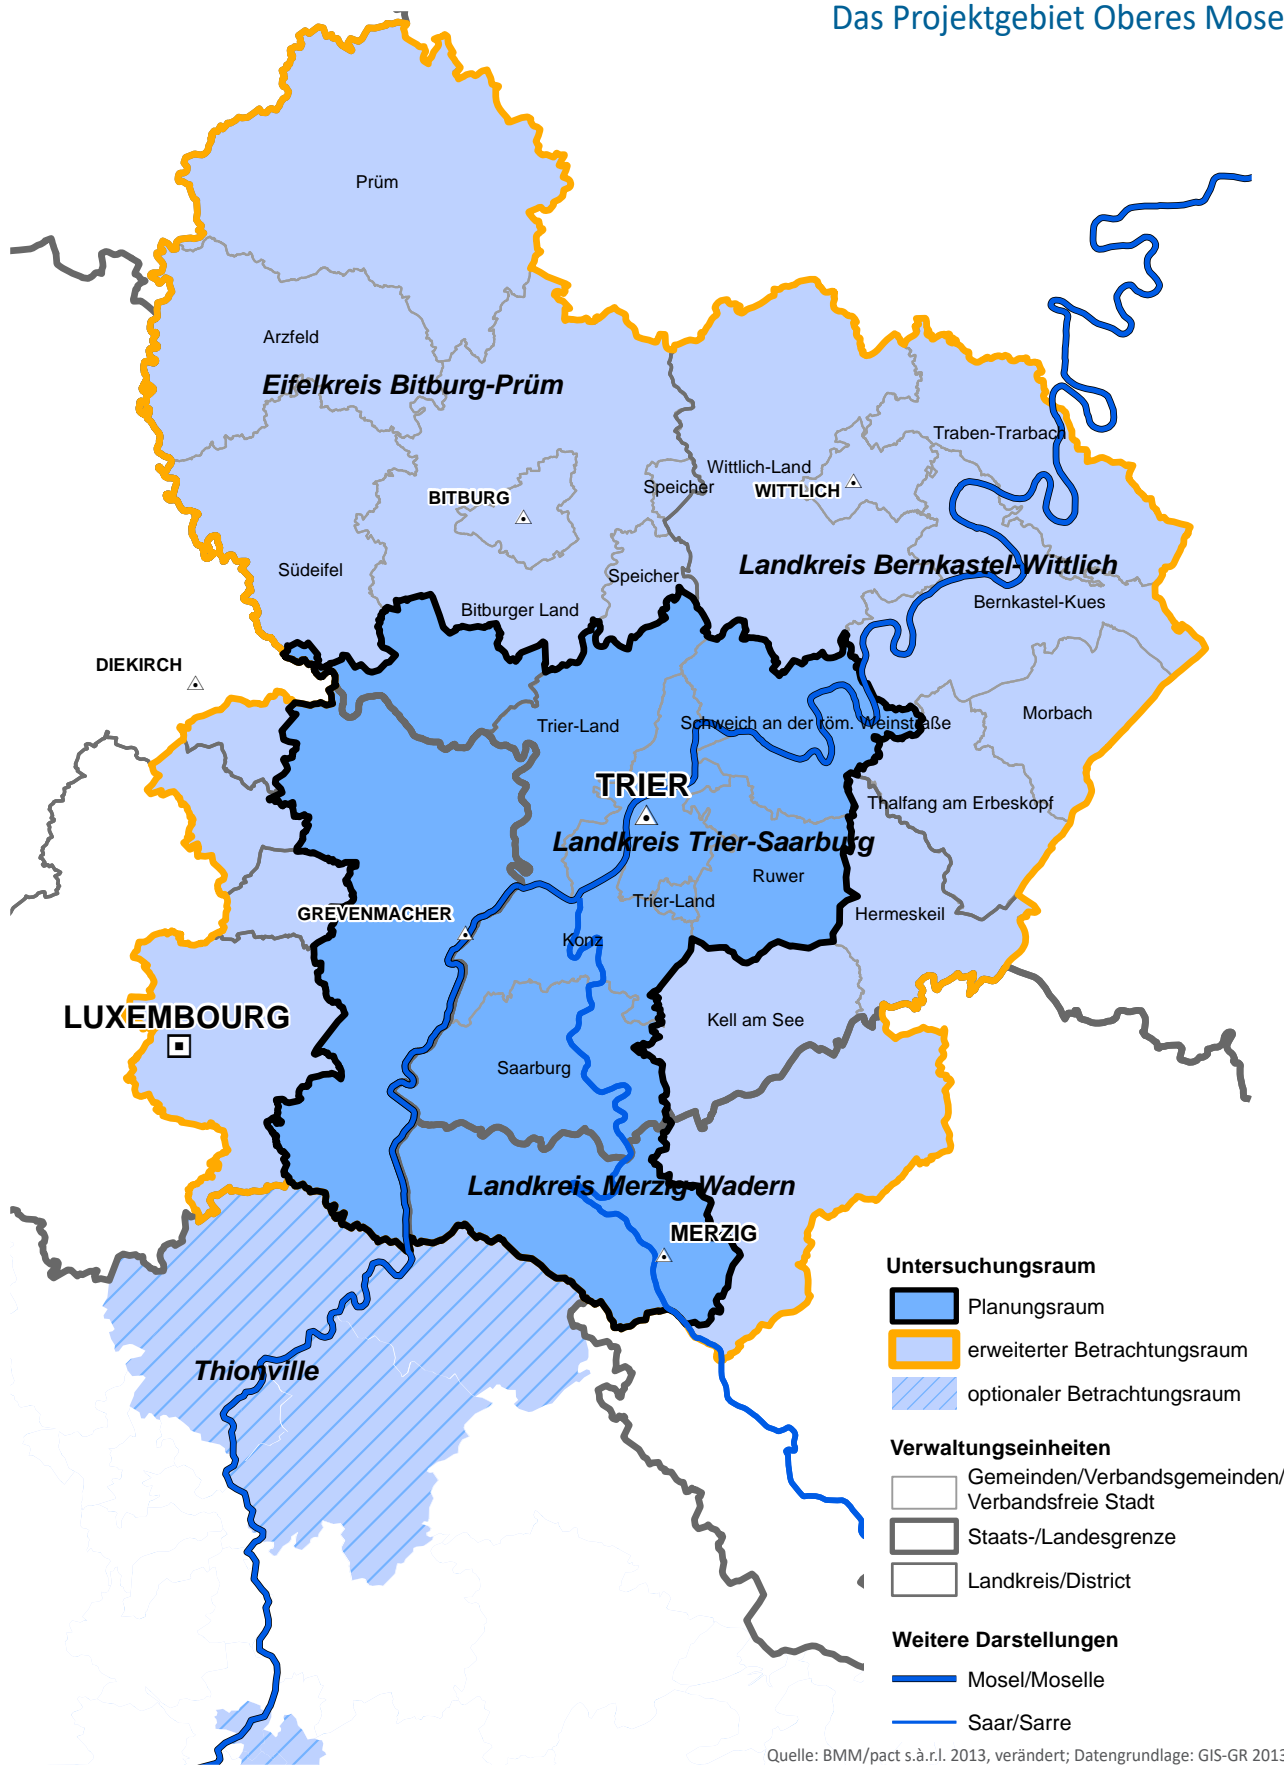 Das Projektgebiet Oberes Mose
Prüm
Arzfeld
Eifelkreis Bitburg-Prüm
Traben-Trarbach
Wittlich-Land
Speicher
WITTLICH
BITBURG
Südeifel
Speicher
Landkreis Bernkastel-Wittlich
Bitburger Land
Bernkastel-Kues
DIEKIRCH
Morbach
Trier-Land
Schweich an der röm. Weinstraße
TRIER
Thalfang am Erbeskopf
Landkreis Trier-Saarburg
Ruwer
Trier-Land
GREVENMACHER
Hermeskeil
Konz
LUXEMBOURG
Kell am See
Saarburg
Landkreis Merzig-Wadern
MERZIG
Thionville
Untersuchungsraum
Planungsraum
erweiterter Betrachtungsraum
optionaler Betrachtungsraum
Verwaltungseinheiten
Gemeinden/Verbandsgemeinden/
Verbandsfreie Stadt
Staats-/Landesgrenze
Landkreis/District
Weitere Darstellungen
Mosel/Moselle
Saar/Sarre
Quelle: BMM/pact s.à.r.l. 2013, verändert; Datengrundlage: GIS-GR 2013